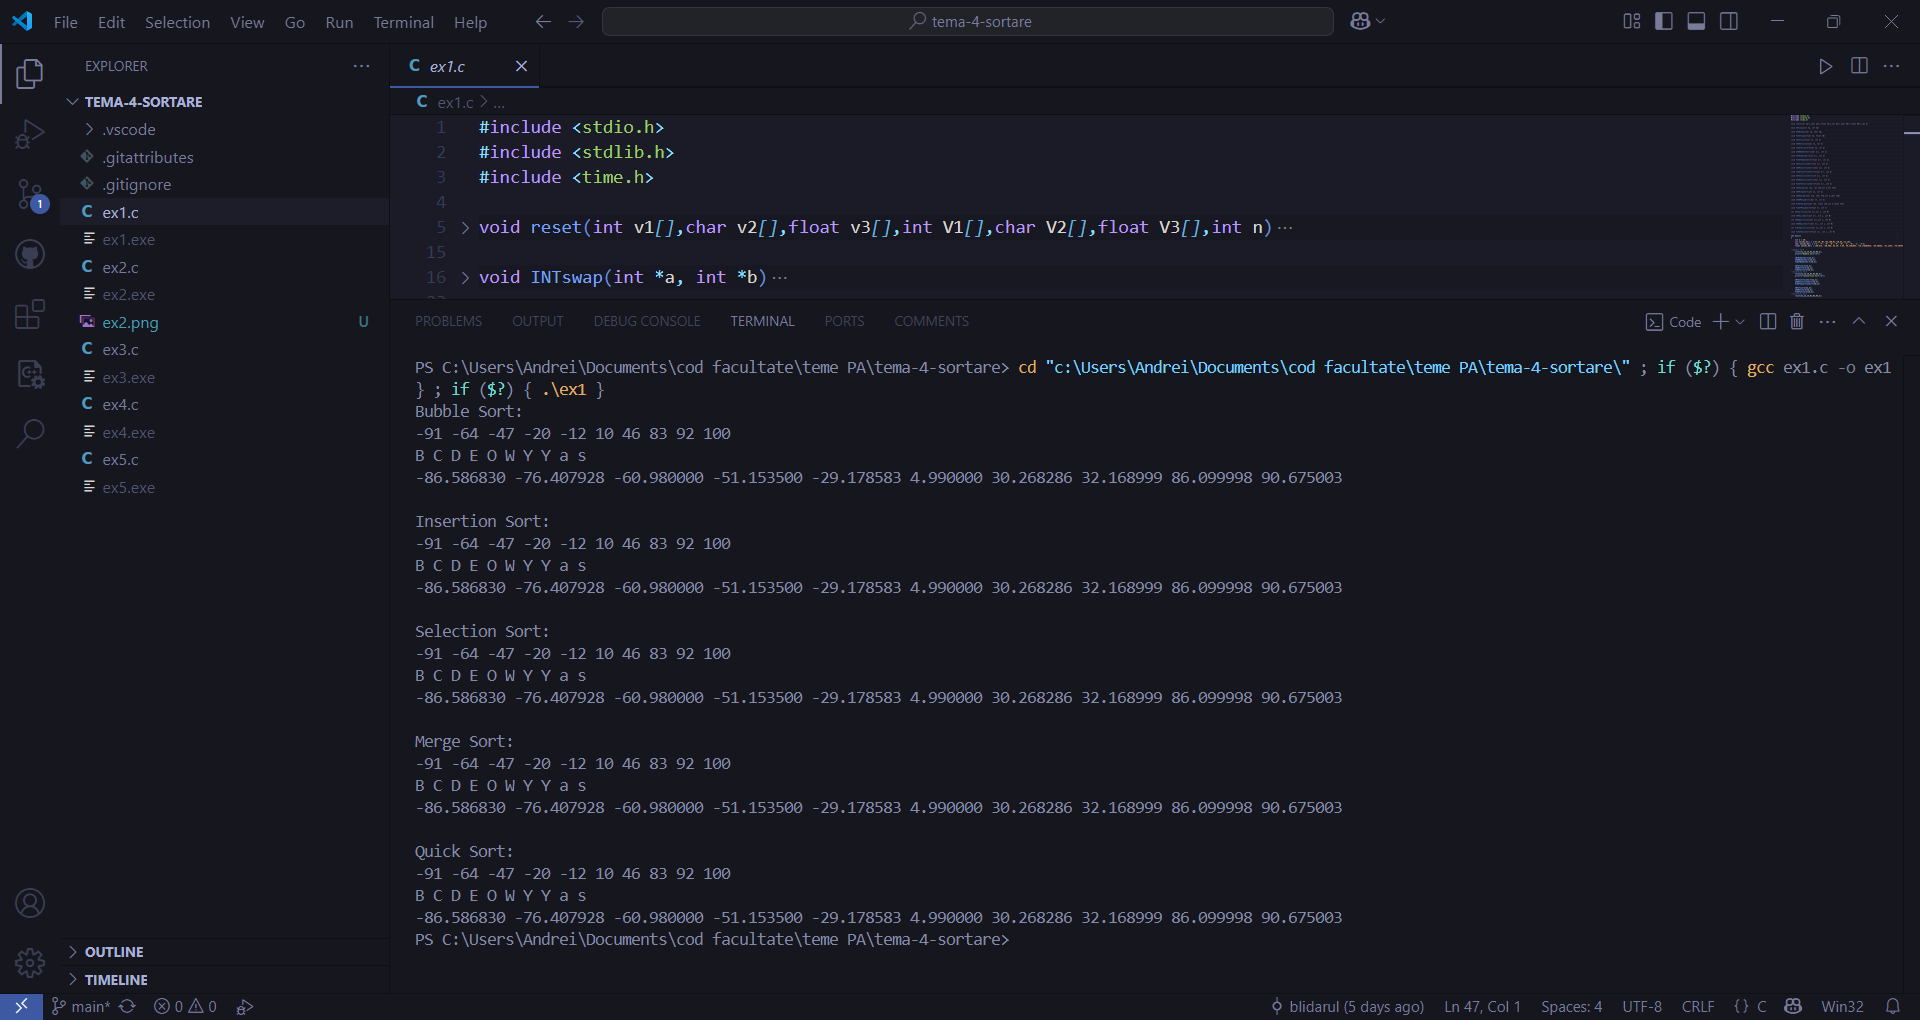 File Edit Selection View Go Run Terminal Help
tema-4-sortare
EXPLORER
TEMA-4-SORTARE
.vscode
.gitattributes
.gitignore
C ex1.c
ex1.exe
C ex2.c
ex2.exe
ex2.png U
C ex3.c
ex3.exe
C ex4.c
ex4.exe
C ex5.c
ex5.exe
OUTLINE
TIMELINE
1
C ex1.c
C ex1.c > ...
1 #include <stdio.h>
2 #include <stdlib.h>
3 #include <time.h>
4
5 > void reset(int v1[],char v2[],float v3[],int V1[],char V2[],float V3[],int n) ...
15
16 > void INTswap(int *a, int *b) ...
PROBLEMS OUTPUT DEBUG CONSOLE TERMINAL PORTS COMMENTS
Code
PS C:\Users\Andrei\Documents\cod facultate\teme PA\tema-4-sortare> cd "c:\Users\Andrei\Documents\cod facultate\teme PA\tema-4-sortare\" ; if ($?) { gcc ex1.c -o ex1
} ; if ($?) { .\ex1 }
Bubble Sort:
-91 -64 -47 -20 -12 10 46 83 92 100
B C D E O W Y Y a s
-86.586830 -76.407928 -60.980000 -51.153500 -29.178583 4.990000 30.268286 32.168999 86.099998 90.675003
Insertion Sort:
-91 -64 -47 -20 -12 10 46 83 92 100
B C D E O W Y Y a s
-86.586830 -76.407928 -60.980000 -51.153500 -29.178583 4.990000 30.268286 32.168999 86.099998 90.675003
Selection Sort:
-91 -64 -47 -20 -12 10 46 83 92 100
B C D E O W Y Y a s
-86.586830 -76.407928 -60.980000 -51.153500 -29.178583 4.990000 30.268286 32.168999 86.099998 90.675003
Merge Sort:
-91 -64 -47 -20 -12 10 46 83 92 100
B C D E O W Y Y a s
-86.586830 -76.407928 -60.980000 -51.153500 -29.178583 4.990000 30.268286 32.168999 86.099998 90.675003
Quick Sort:
-91 -64 -47 -20 -12 10 46 83 92 100
B C D E O W Y Y a s
-86.586830 -76.407928 -60.980000 -51.153500 -29.178583 4.990000 30.268286 32.168999 86.099998 90.675003
PS C:\Users\Andrei\Documents\cod facultate\teme PA\tema-4-sortare>
main* 0 0 blidarul (5 days ago) Ln 47, Col 1 Spaces: 4 UTF-8 CRLF {} C Win32